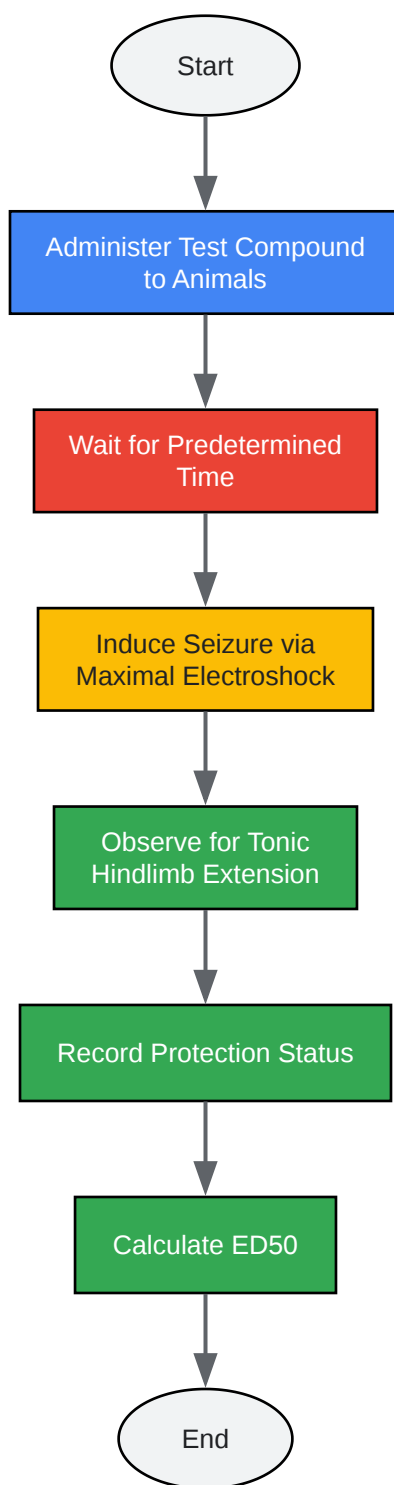 Start
Administer Test Compound
to Animals
Wait for Predetermined
Time
Induce Seizure via
Maximal Electroshock
Observe for Tonic
Hindlimb Extension
Record Protection Status
Calculate ED50
End